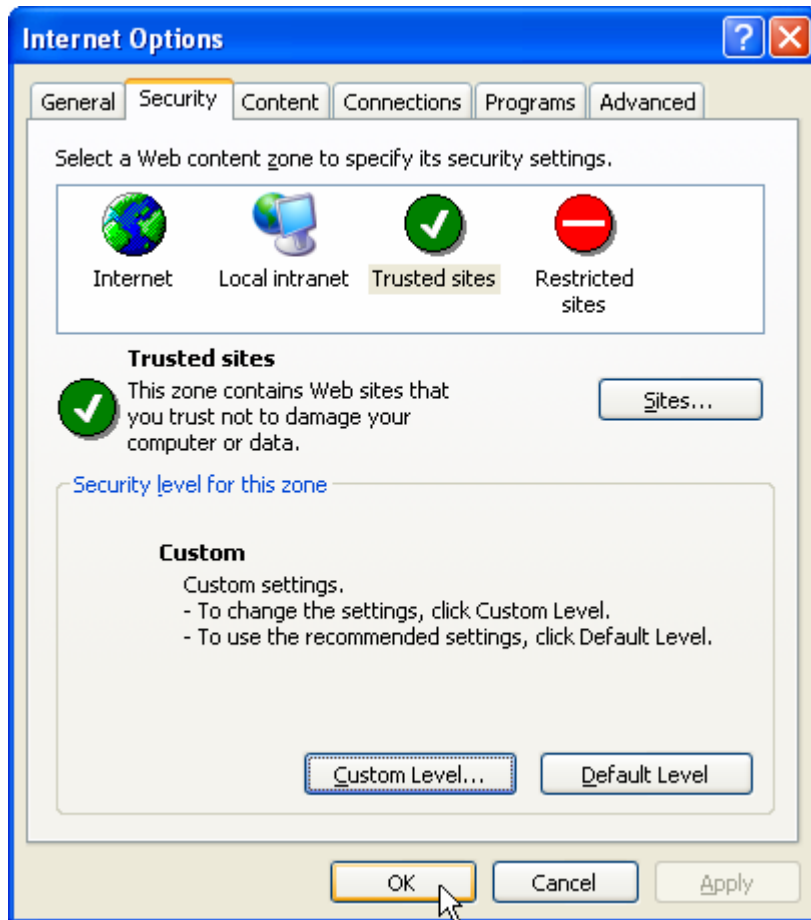 Internet Options
General Security Content Connections Programs Advanced
Select a Web content zone to specify its security settings.
Internet Local intranet Trusted sites Restricted
sites
Trusted sites
This zone contains Web sites that
you trust not to damage your
computer or data.
Sites...
Security level for this zone
Custom
Custom settings.
- To change the settings, click Custom Level.
- To use the recommended settings, click Default Level.
Custom Level... Default Level
OK Cancel Apply